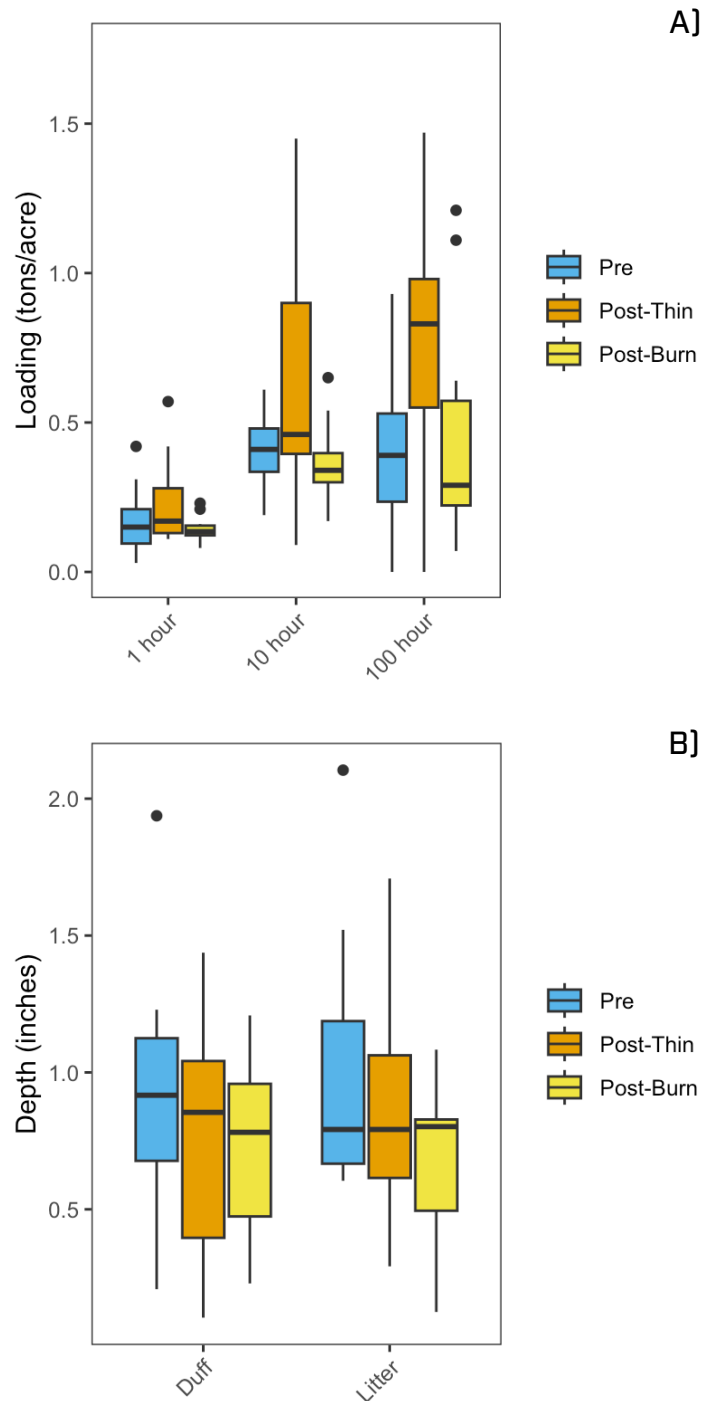 A]
1.5
1.0
0.5
0.0
Loading (tons/acre)
1 hour
10 hour
100 hour
Pre
Post-Thin
Post-Burn
B]
2.0
1.5
1.0
0.5
Depth (inches)
Duff
Litter
Pre
Post-Thin
Post-Burn